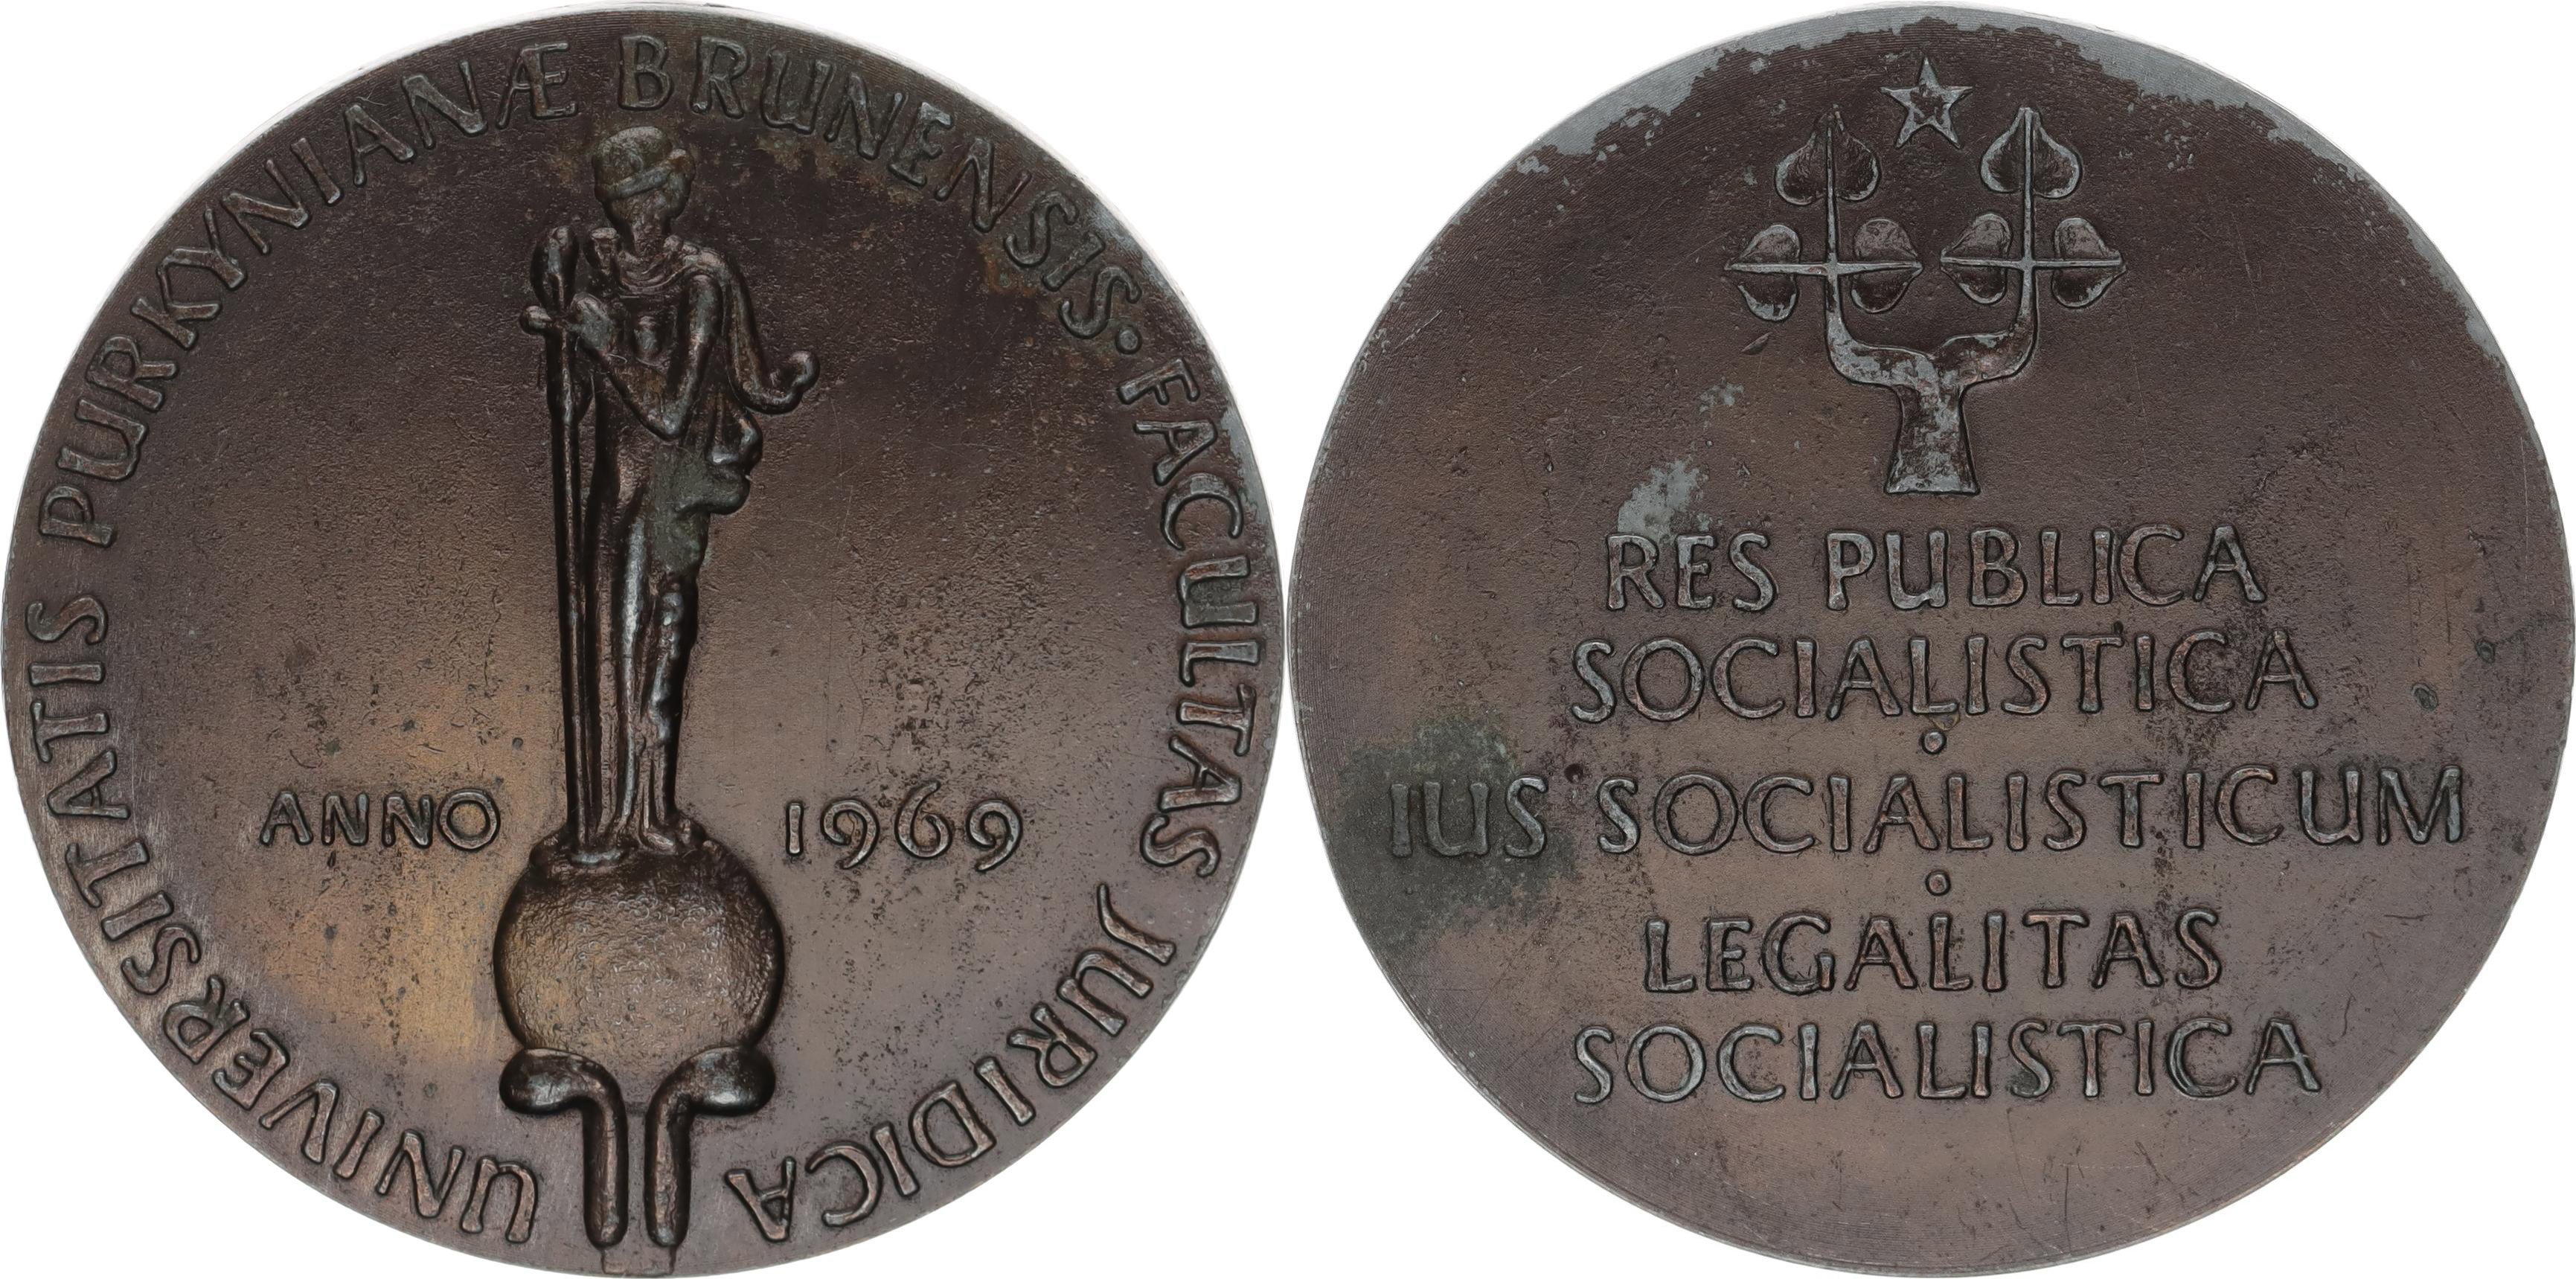 UNIVERSITATIS PURKYNIANÆ BRUNENSIS · FACULTAS JURIDICA
ANNO 1969
RES PUBLICA
SOCIALISTICA
·
IUS SOCIALISTICUM
·
LEGALITAS
SOCIALISTICA